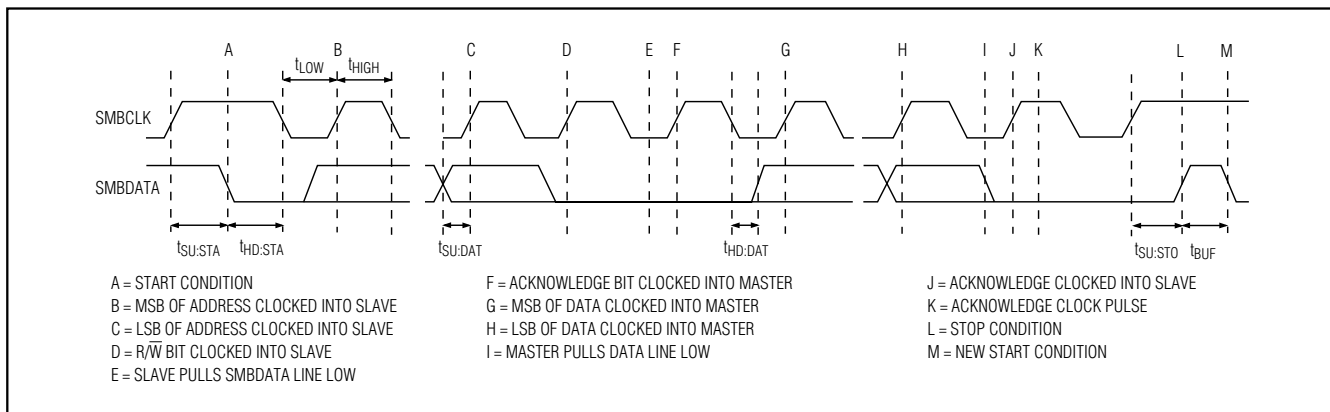 A B C D E F G H I J K L M
tLOW tHIGH
SMBCLK
SMBDATA
tSU:STA tHD:STA tSU:DAT tHD:DAT tSU:STO tBUF
A = START CONDITION
B = MSB OF ADDRESS CLOCKED INTO SLAVE
C = LSB OF ADDRESS CLOCKED INTO SLAVE
D = R/W̅ BIT CLOCKED INTO SLAVE
E = SLAVE PULLS SMBDATA LINE LOW
F = ACKNOWLEDGE BIT CLOCKED INTO MASTER
G = MSB OF DATA CLOCKED INTO MASTER
H = LSB OF DATA CLOCKED INTO MASTER
I = MASTER PULLS DATA LINE LOW
J = ACKNOWLEDGE CLOCKED INTO SLAVE
K = ACKNOWLEDGE CLOCK PULSE
L = STOP CONDITION
M = NEW START CONDITION